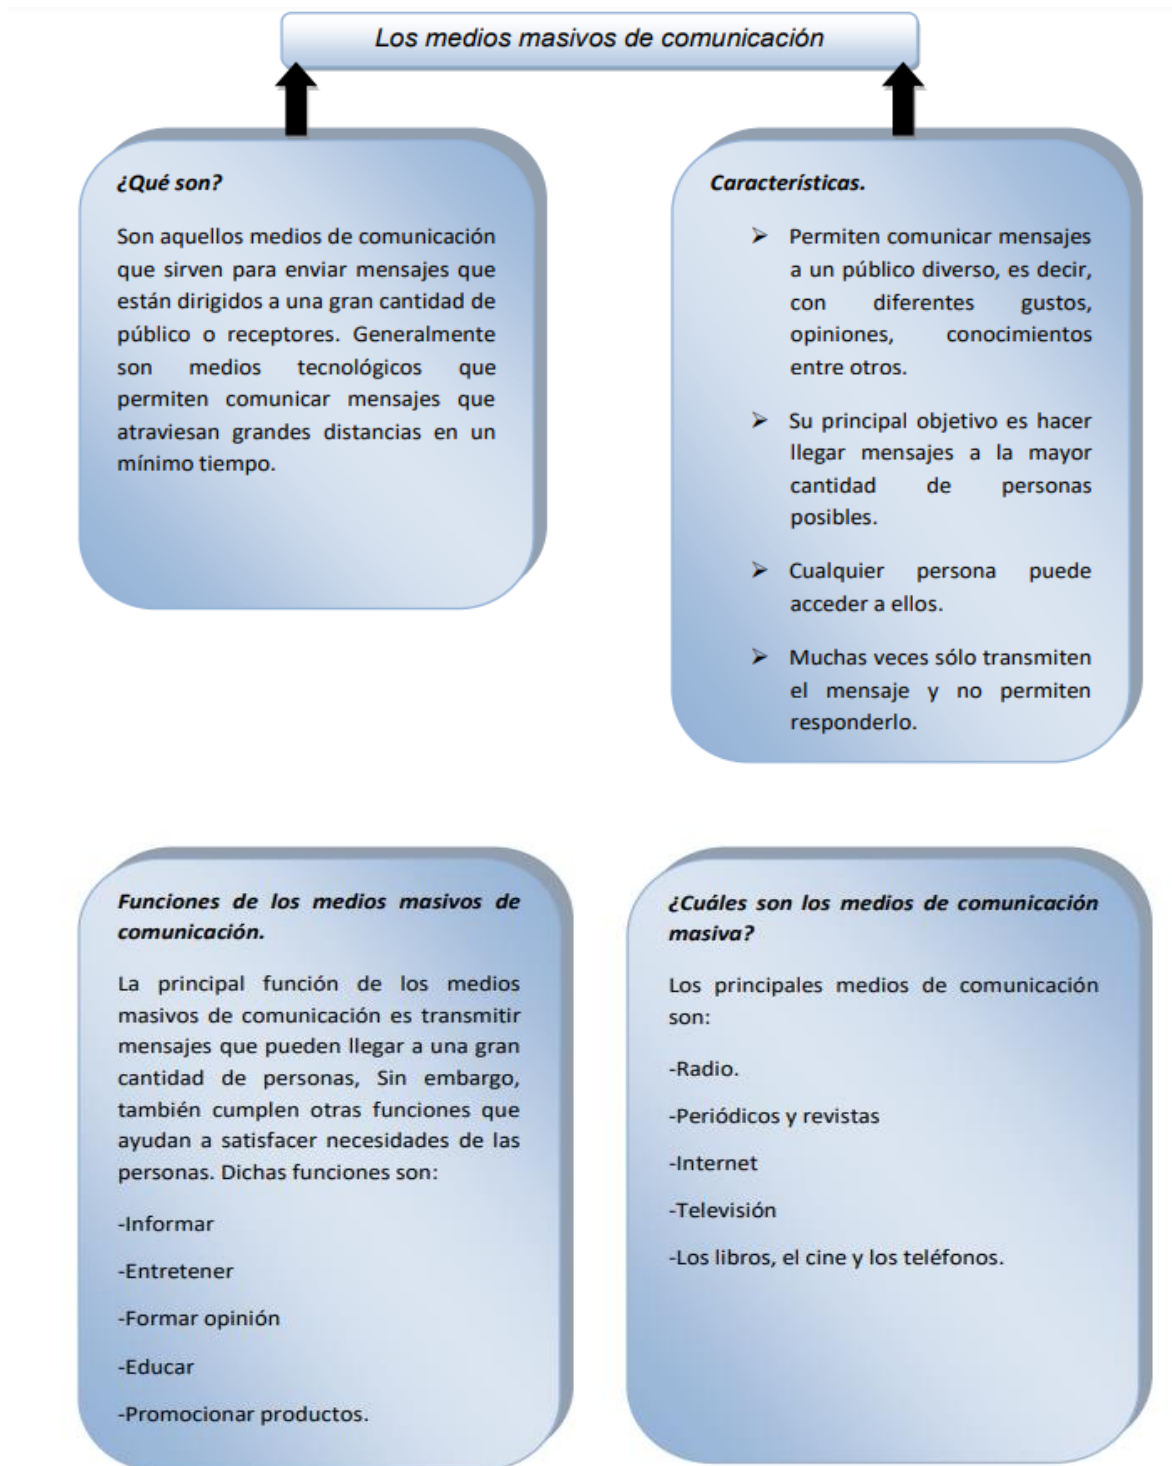 Los medios masivos de comunicación
¿Qué son?
Son aquellos medios de comunicación
que sirven para enviar mensajes que
están dirigidos a una gran cantidad de
público o receptores. Generalmente
son medios tecnológicos que
permiten comunicar mensajes que
atraviesan grandes distancias en un
mínimo tiempo.
Características.
➢ Permiten comunicar mensajes
a un público diverso, es decir,
con diferentes gustos,
opiniones, conocimientos
entre otros.
➢ Su principal objetivo es hacer
llegar mensajes a la mayor
cantidad de personas
posibles.
➢ Cualquier persona puede
acceder a ellos.
➢ Muchas veces sólo transmiten
el mensaje y no permiten
responderlo.
Funciones de los medios masivos de
comunicación.
La principal función de los medios
masivos de comunicación es transmitir
mensajes que pueden llegar a una gran
cantidad de personas, Sin embargo,
también cumplen otras funciones que
ayudan a satisfacer necesidades de las
personas. Dichas funciones son:
-Informar
-Entretener
-Formar opinión
-Educar
-Promocionar productos.
¿Cuáles son los medios de comunicación
masiva?
Los principales medios de comunicación
son:
-Radio.
-Periódicos y revistas
-Internet
-Televisión
-Los libros, el cine y los teléfonos.